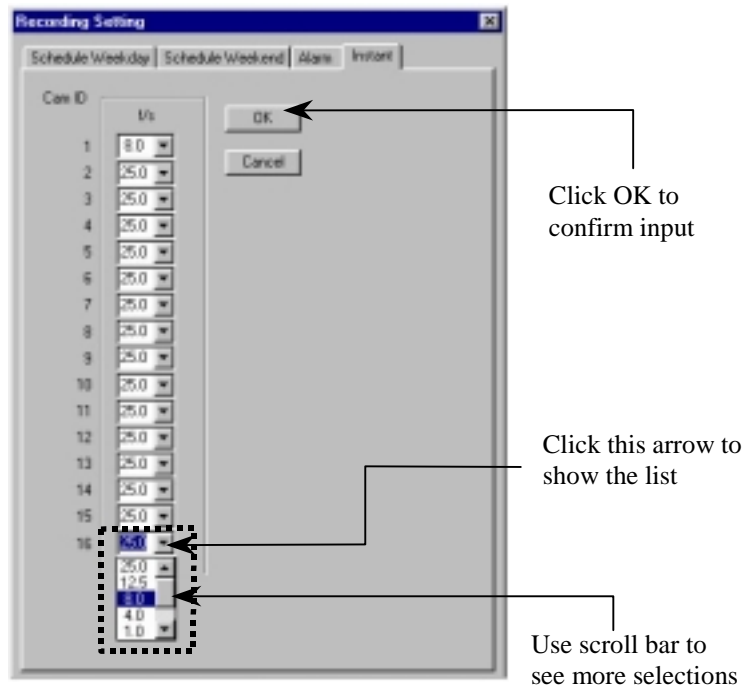 Recording Setting
Schedule Weekday Schedule Weekend Alarm Instant
Cam ID
f/s
OK
Cancel
1 8.0
2 25.0
3 25.0
4 25.0
5 25.0
6 25.0
7 25.0
8 25.0
9 25.0
10 25.0
11 25.0
12 25.0
13 25.0
14 25.0
15 25.0
16 25.0
25.0
12.5
8.0
4.0
1.0
Click OK to
confirm input
Click this arrow to
show the list
Use scroll bar to
see more selections